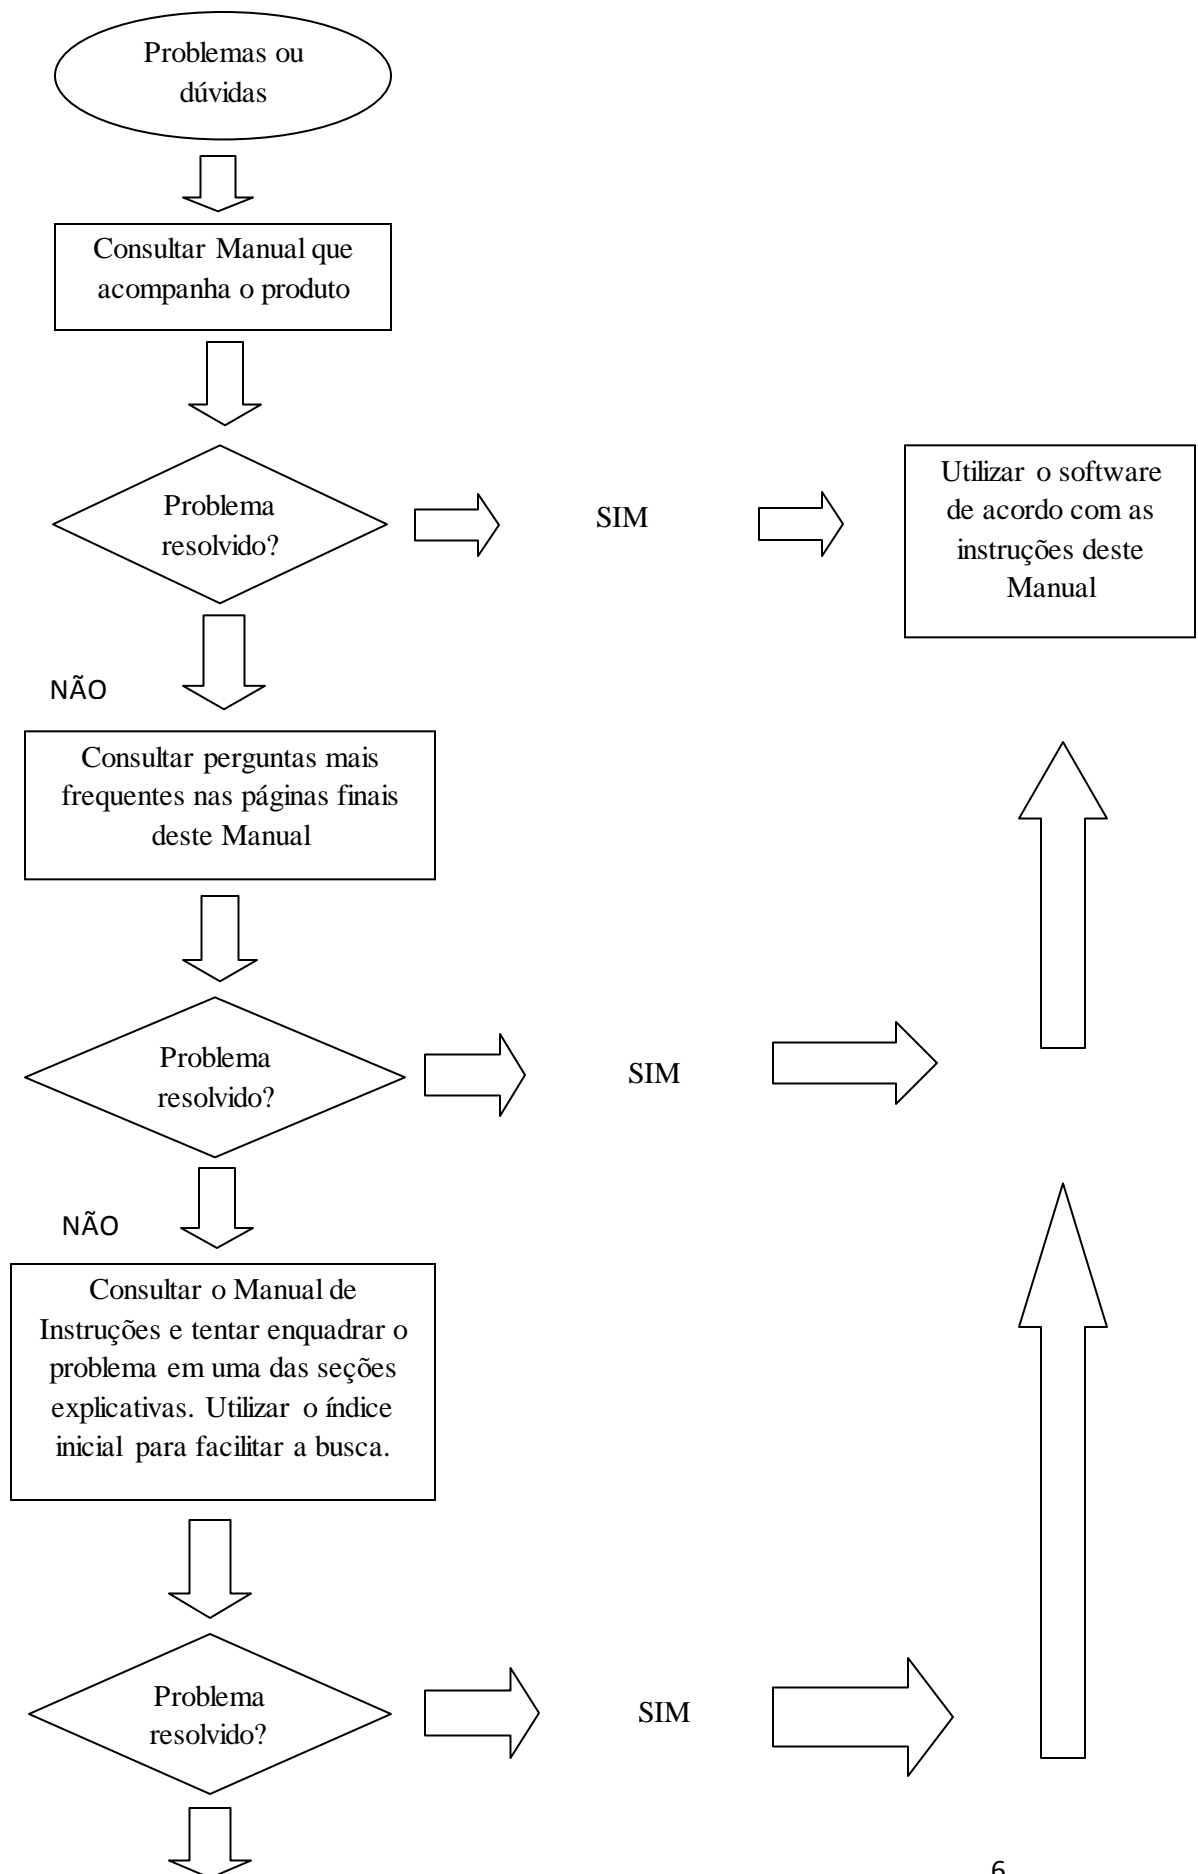 Problemas ou
dúvidas
Consultar Manual que
acompanha o produto
Problema
resolvido?
SIM
Utilizar o software
de acordo com as
instruções deste
Manual
NÃO
Consultar perguntas mais
frequentes nas páginas finais
deste Manual
Problema
resolvido?
SIM
NÃO
Consultar o Manual de
Instruções e tentar enquadrar o
problema em uma das seções
explicativas. Utilizar o índice
inicial para facilitar a busca.
Problema
resolvido?
SIM
6